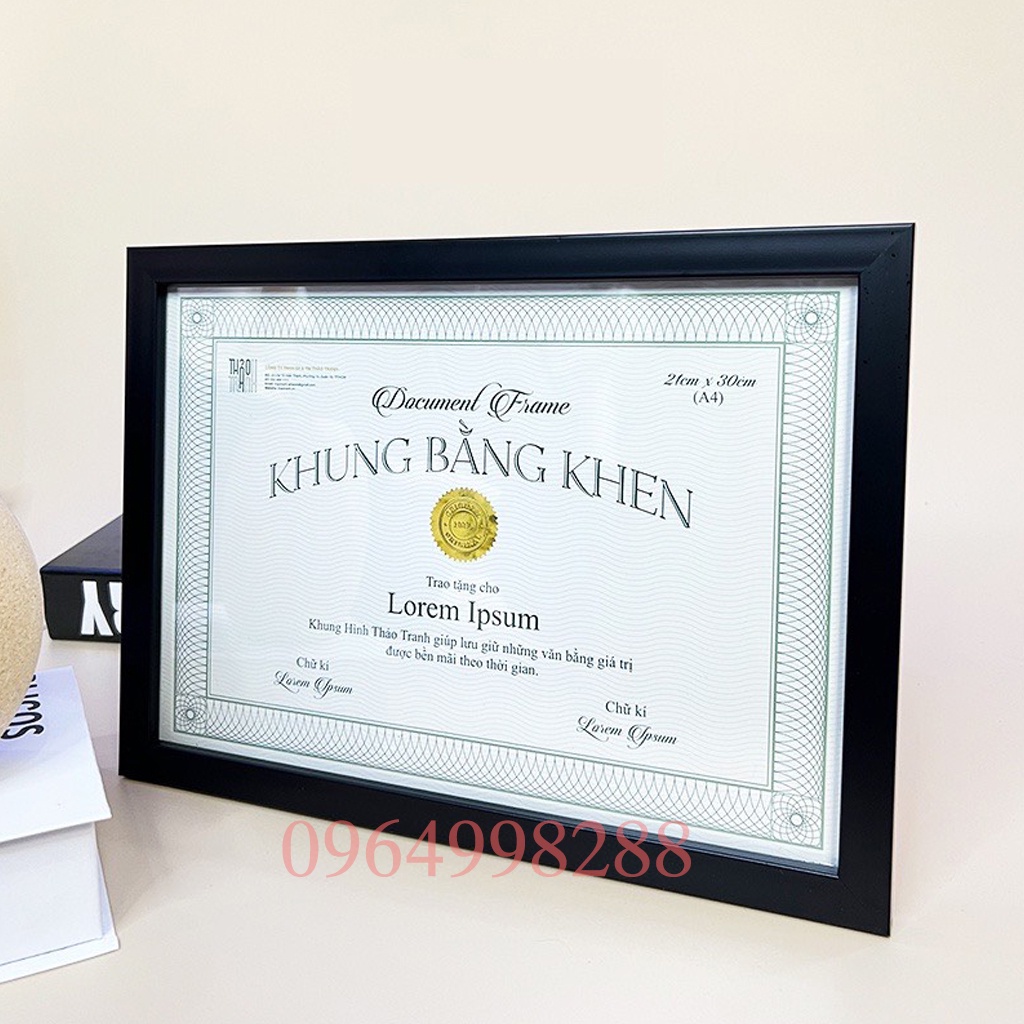 THẢO
21cm x 30cm
(A4)
Document Frame
KHUNG BẰNG KHEN
Trao tặng cho
Lorem Ipsum
Khung Hình Thảo Tranh giúp lưu giữ những văn bằng giá trị
được bền mãi theo thời gian.
Chữ kí
Lorem Ipsum
Chữ kí
Lorem Ipsum
0964998288